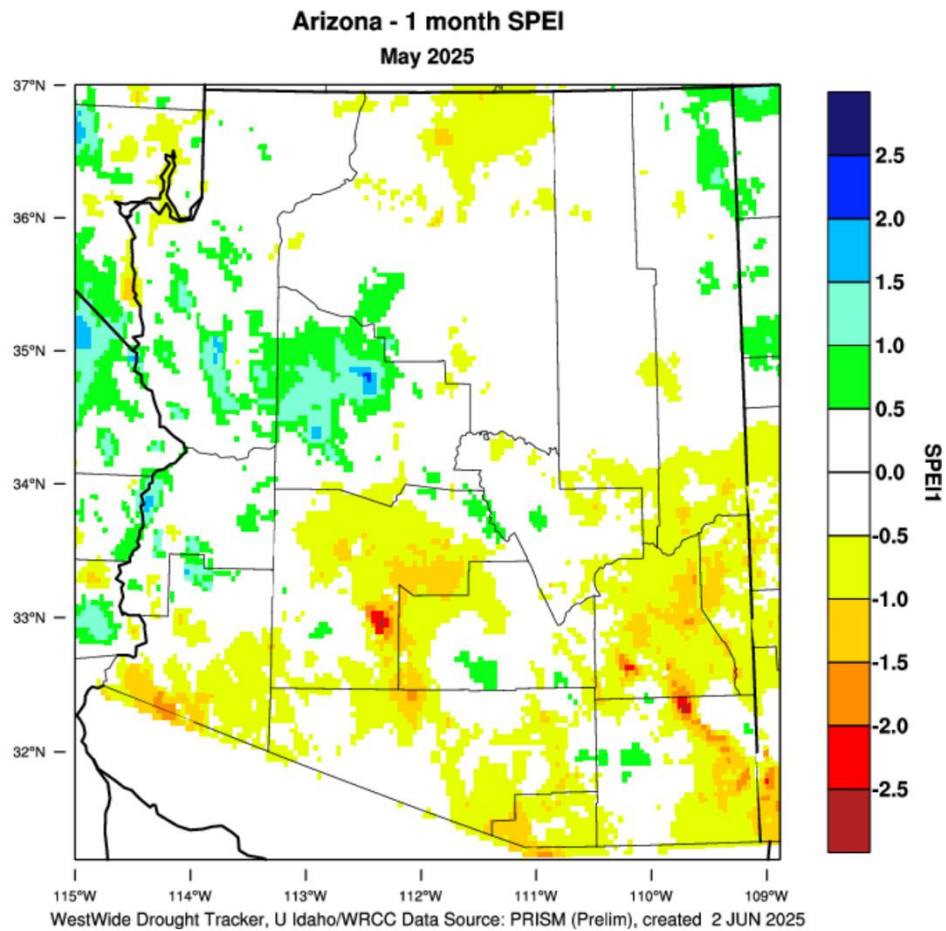 Arizona - 1 month SPEI
May 2025
37°N
36°N
35°N
34°N
33°N
32°N
115°W 114°W 113°W 112°W 111°W 110°W 109°W
2.5
2.0
1.5
1.0
0.5
0.0
-0.5
-1.0
-1.5
-2.0
-2.5
SPEI1
WestWide Drought Tracker, U Idaho/WRCC Data Source: PRISM (Prelim), created 2 JUN 2025